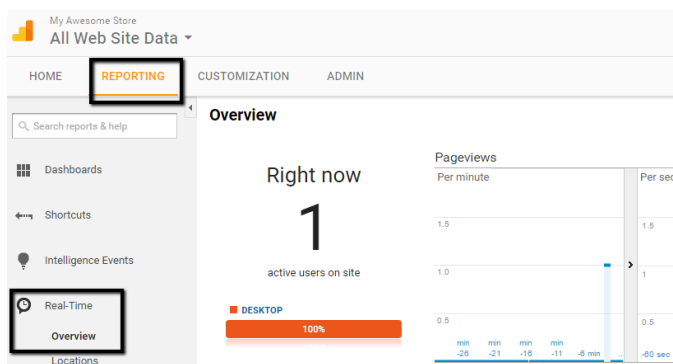 My Awesome Store
All Web Site Data
HOME REPORTING CUSTOMIZATION ADMIN
Search reports & help
Dashboards
Shortcuts
Intelligence Events
Real-Time
Overview
Locations
Overview
Right now
1
active users on site
DESKTOP
100%
Pageviews
Per minute
1.5
1.0
0.5
min min min min
-26 -21 -16 -11 -6 min
Per sec
1.5
1
0.5
-60 sec